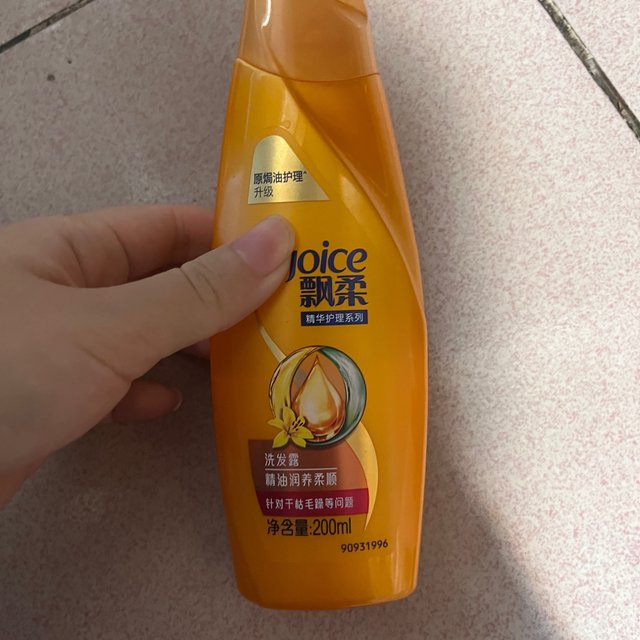 原焗油护理^
升级
joice
飘柔
精华护理系列
洗发露
精油润养柔顺
针对干枯毛躁等问题
净含量:200ml
90931996